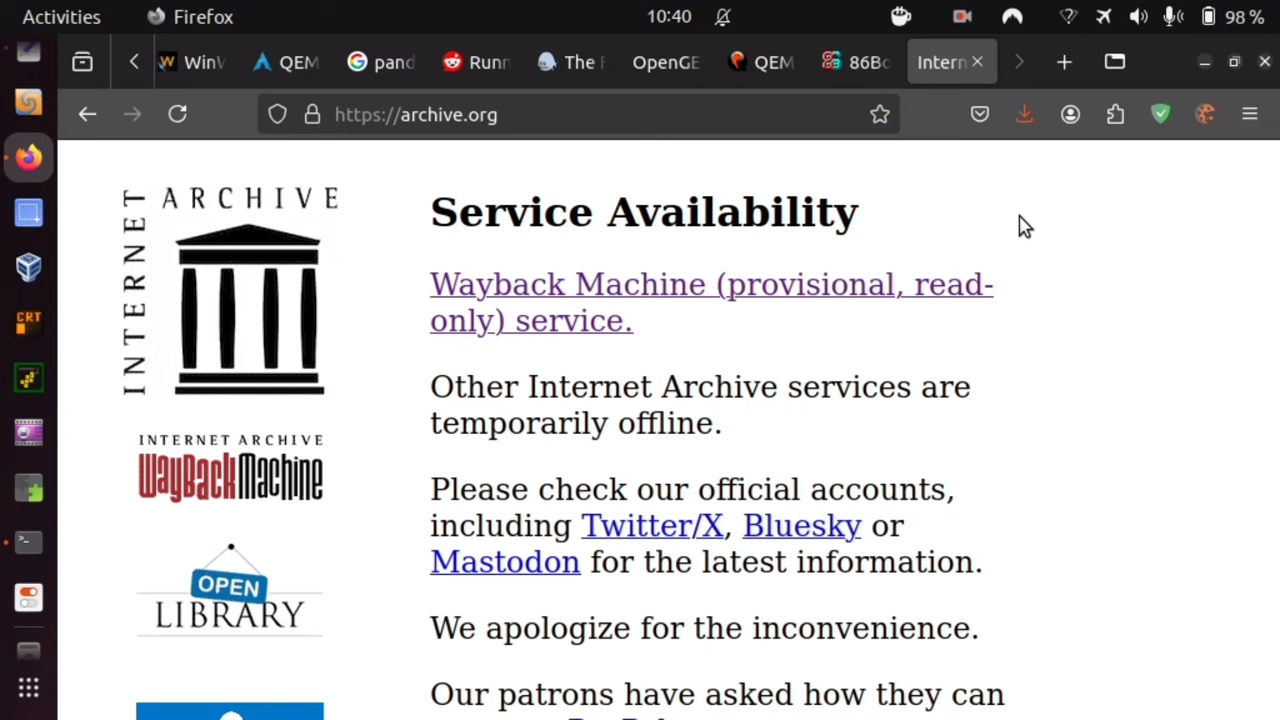 Activities
Firefox
10:40
98 %
WinV
QEM
pand
Runn
The F
OpenGE
QEM
86Bo
Intern
https://archive.org
INTERNET ARCHIVE
Service Availability
Wayback Machine (provisional, read-
only) service.
Other Internet Archive services are
temporarily offline.
INTERNET ARCHIVE
WayBackMachine
Please check our official accounts,
including Twitter/X, Bluesky or
Mastodon for the latest information.
OPEN
LIBRARY
We apologize for the inconvenience.
Our patrons have asked how they can
CRT